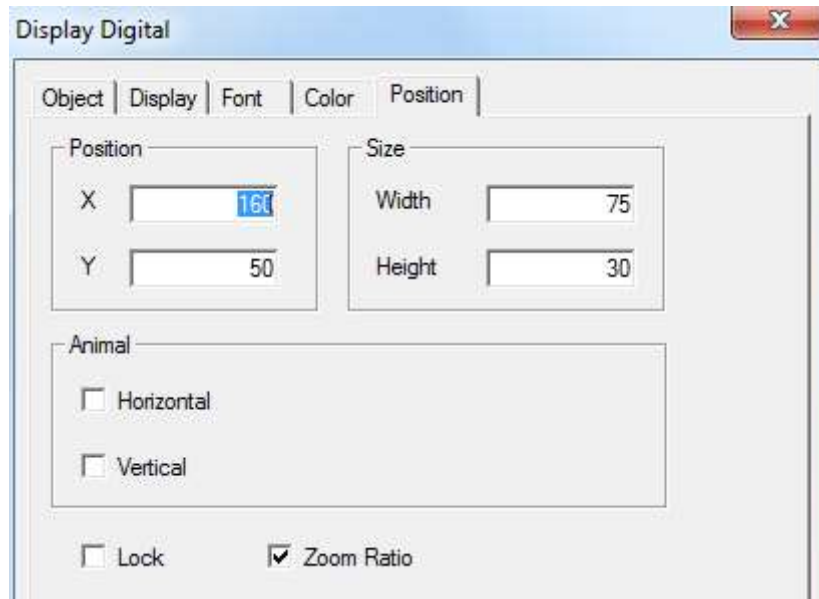 Display Digital
Object Display Font Color Position
Position Size
X 160 Width 75
Y 50 Height 30
Animal
Horizontal
Vertical
Lock Zoom Ratio